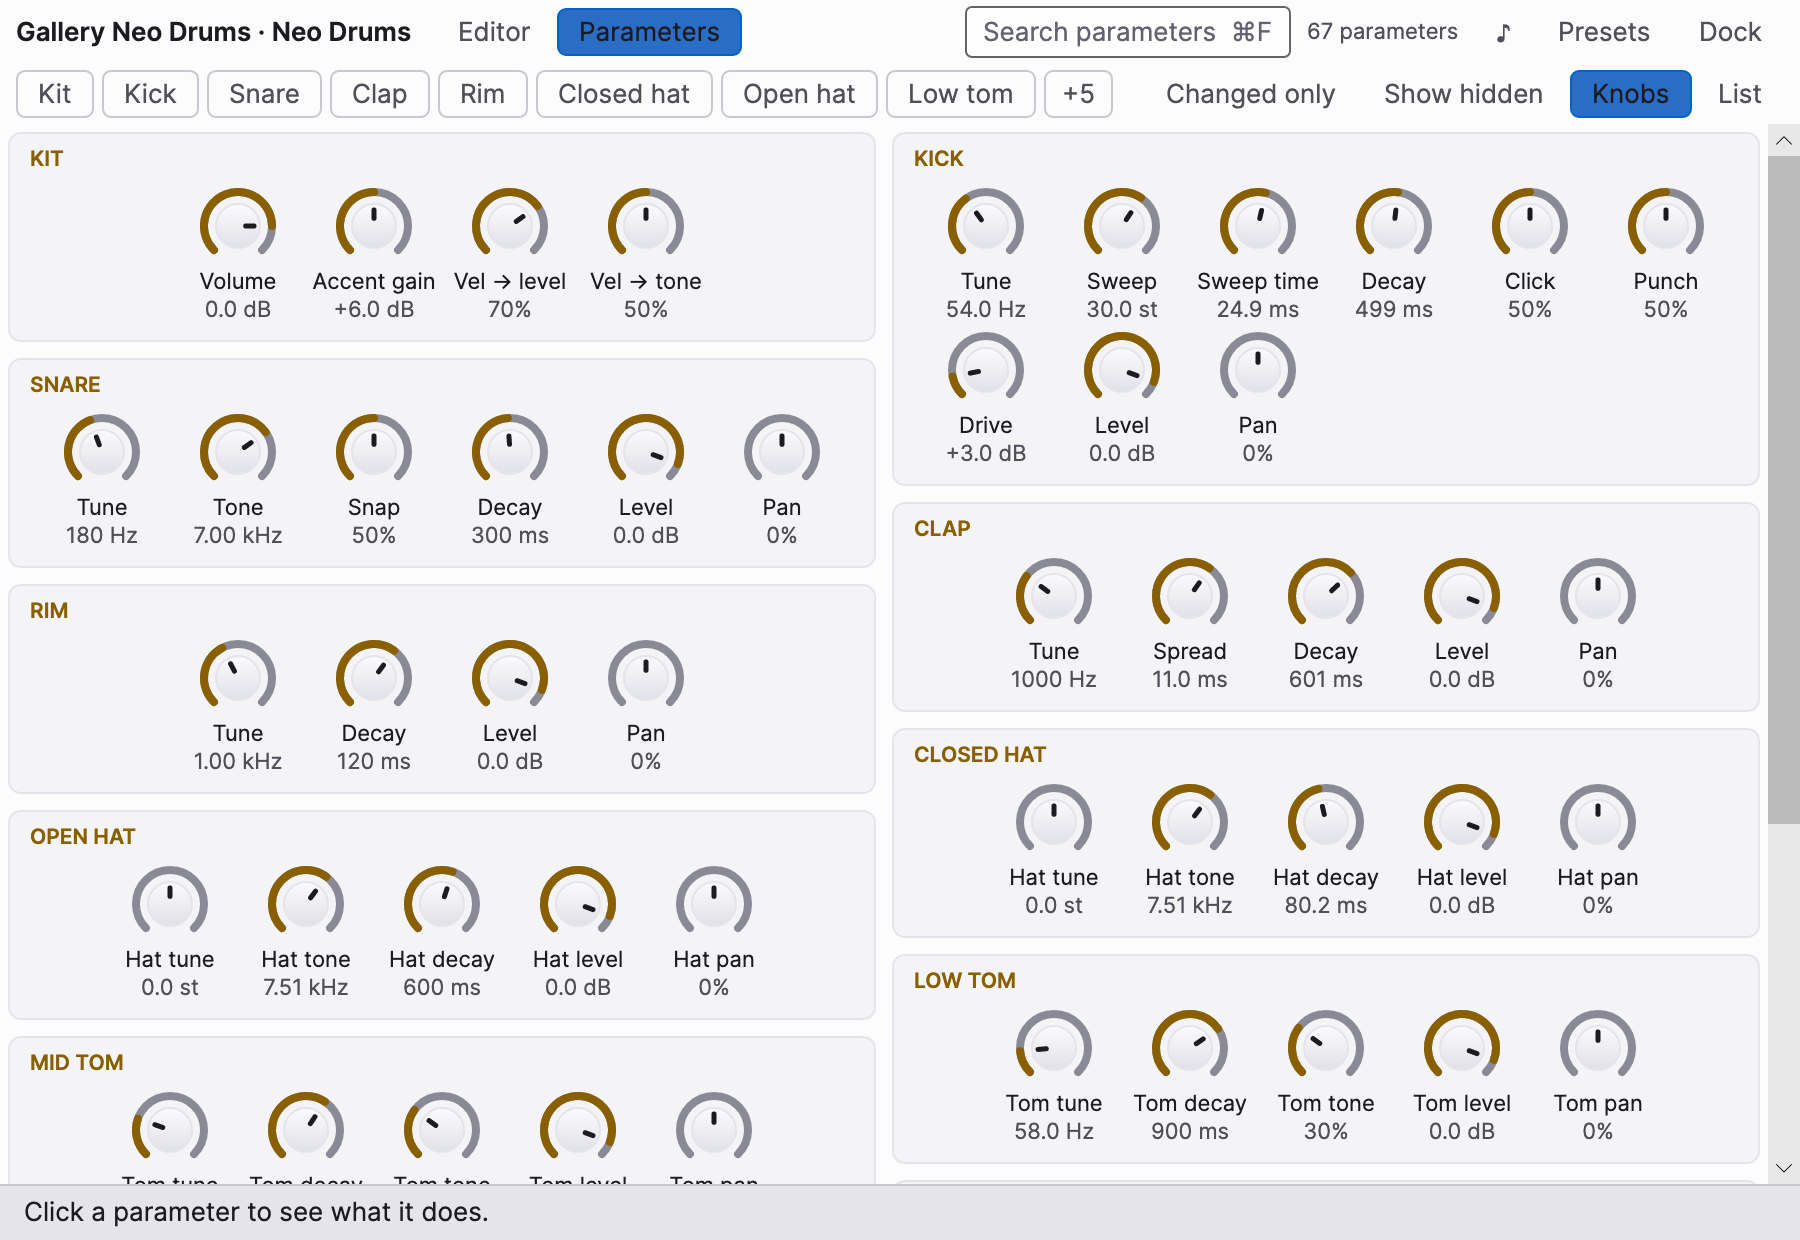 Gallery Neo Drums · Neo Drums Editor Parameters Search parameters ⌘F 67 parameters ♪ Presets Dock
Kit Kick Snare Clap Rim Closed hat Open hat Low tom +5 Changed only Show hidden Knobs List
KIT
Volume Accent gain Vel → level Vel → tone
0.0 dB +6.0 dB 70% 50%
KICK
Tune Sweep Sweep time Decay Click Punch
54.0 Hz 30.0 st 24.9 ms 499 ms 50% 50%
Drive Level Pan
+3.0 dB 0.0 dB 0%
SNARE
Tune Tone Snap Decay Level Pan
180 Hz 7.00 kHz 50% 300 ms 0.0 dB 0%
CLAP
Tune Spread Decay Level Pan
1000 Hz 11.0 ms 601 ms 0.0 dB 0%
RIM
Tune Decay Level Pan
1.00 kHz 120 ms 0.0 dB 0%
CLOSED HAT
Hat tune Hat tone Hat decay Hat level Hat pan
0.0 st 7.51 kHz 80.2 ms 0.0 dB 0%
OPEN HAT
Hat tune Hat tone Hat decay Hat level Hat pan
0.0 st 7.51 kHz 600 ms 0.0 dB 0%
LOW TOM
Tom tune Tom decay Tom tone Tom level Tom pan
58.0 Hz 900 ms 30% 0.0 dB 0%
MID TOM
Tom tune Tom decay Tom tone Tom level Tom pan
Click a parameter to see what it does.